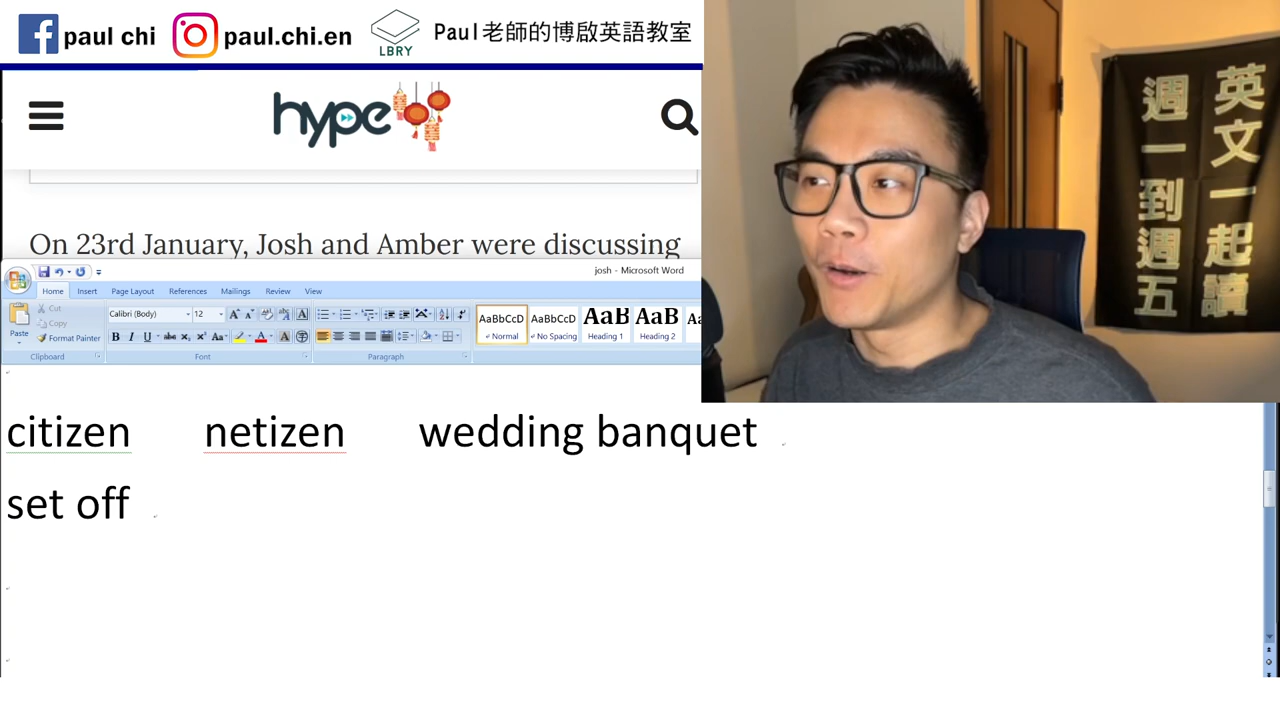 paul chi
paul.chi.en
LBRY
Paul老師的博啟英語教室
hype
On 23rd January, Josh and Amber were discussing
josh - Microsoft Word
Home Insert Page Layout References Mailings Review View
Paste
Cut
Copy
Format Painter
Clipboard
Calibri (Body) 12
Font
Paragraph
AaBbCcD AaBbCcD AaB AaB Aa
Normal No Spacing Heading 1 Heading 2
citizen netizen wedding banquet
set off
英文一起讀
週一到週五